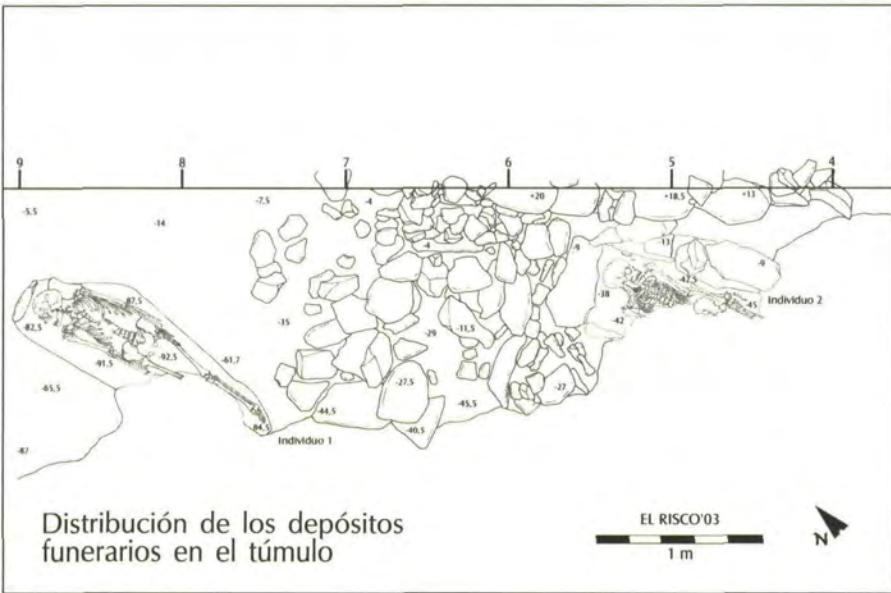 9 8 7 6 5 4
-5,5 -14 -7,5 -4 +20 +18,5 +13
-4 -9 -13 -9
-82,5 87,5 -35 -29 -11,5 -38 -42 -47,5 -45 Individuo 2
-91,5 -92,5 -61,7
-65,5 -27,5 -27
-44,5 -45,5
84,5 -40,5
-87 Individuo 1
Distribución de los depósitos
funerarios en el túmulo
EL RISCO'03
1 m
N